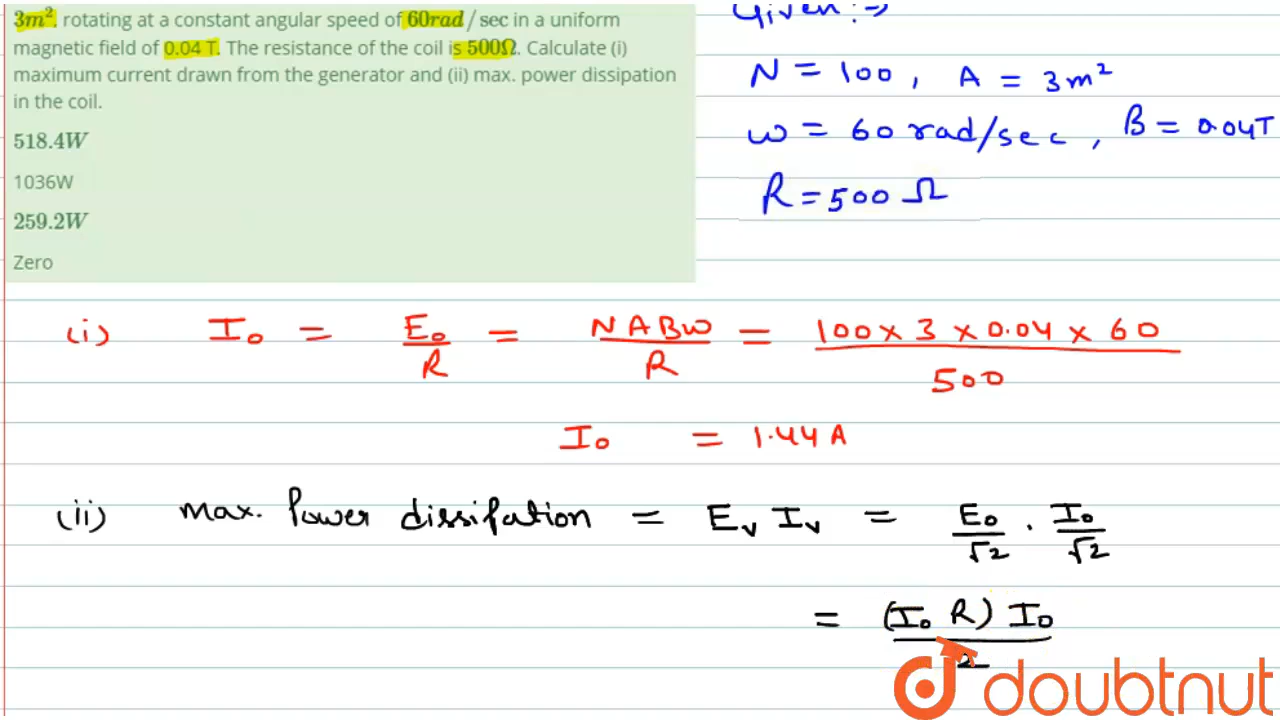 3m². rotating at a constant angular speed of 60rad/sec in a uniform
magnetic field of 0.04 T. The resistance of the coil is 500Ω. Calculate (i)
maximum current drawn from the generator and (ii) max. power dissipation
in the coil.
518.4W
1036W
259.2W
Zero
Given :→
N = 100, A = 3m²
ω = 60 rad/sec, B = 0.04T
R = 500 Ω
(i) I₀ = E₀/R = NABω/R = 100 × 3 × 0.04 × 60 / 500
I₀ = 1.44 A
(ii) Max. Power dissipation = Eᵥ Iᵥ = E₀/√2 . I₀/√2
= (I₀ R) I₀ / 2
doubtnut